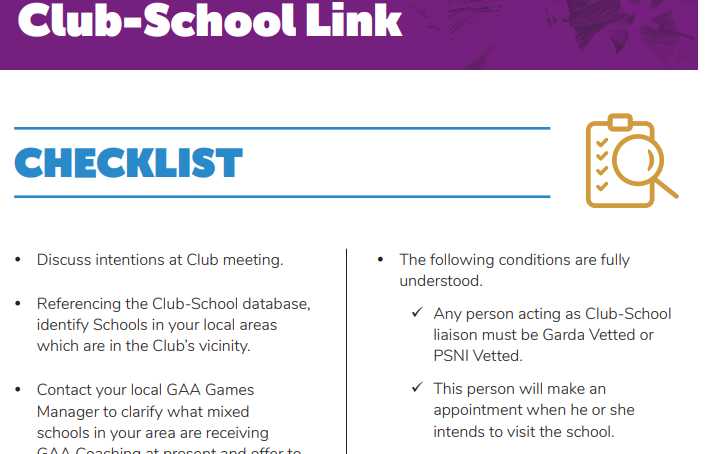 Club-School Link
CHECKLIST
• Discuss intentions at Club meeting.
• Referencing the Club-School database,
identify Schools in your local areas
which are in the Club's vicinity.
• Contact your local GAA Games
Manager to clarify what mixed
schools in your area are receiving
GAA Coaching at present and offer to
• The following conditions are fully
understood.
✓ Any person acting as Club-School
liaison must be Garda Vetted or
PSNI Vetted.
✓ This person will make an
appointment when he or she
intends to visit the school.